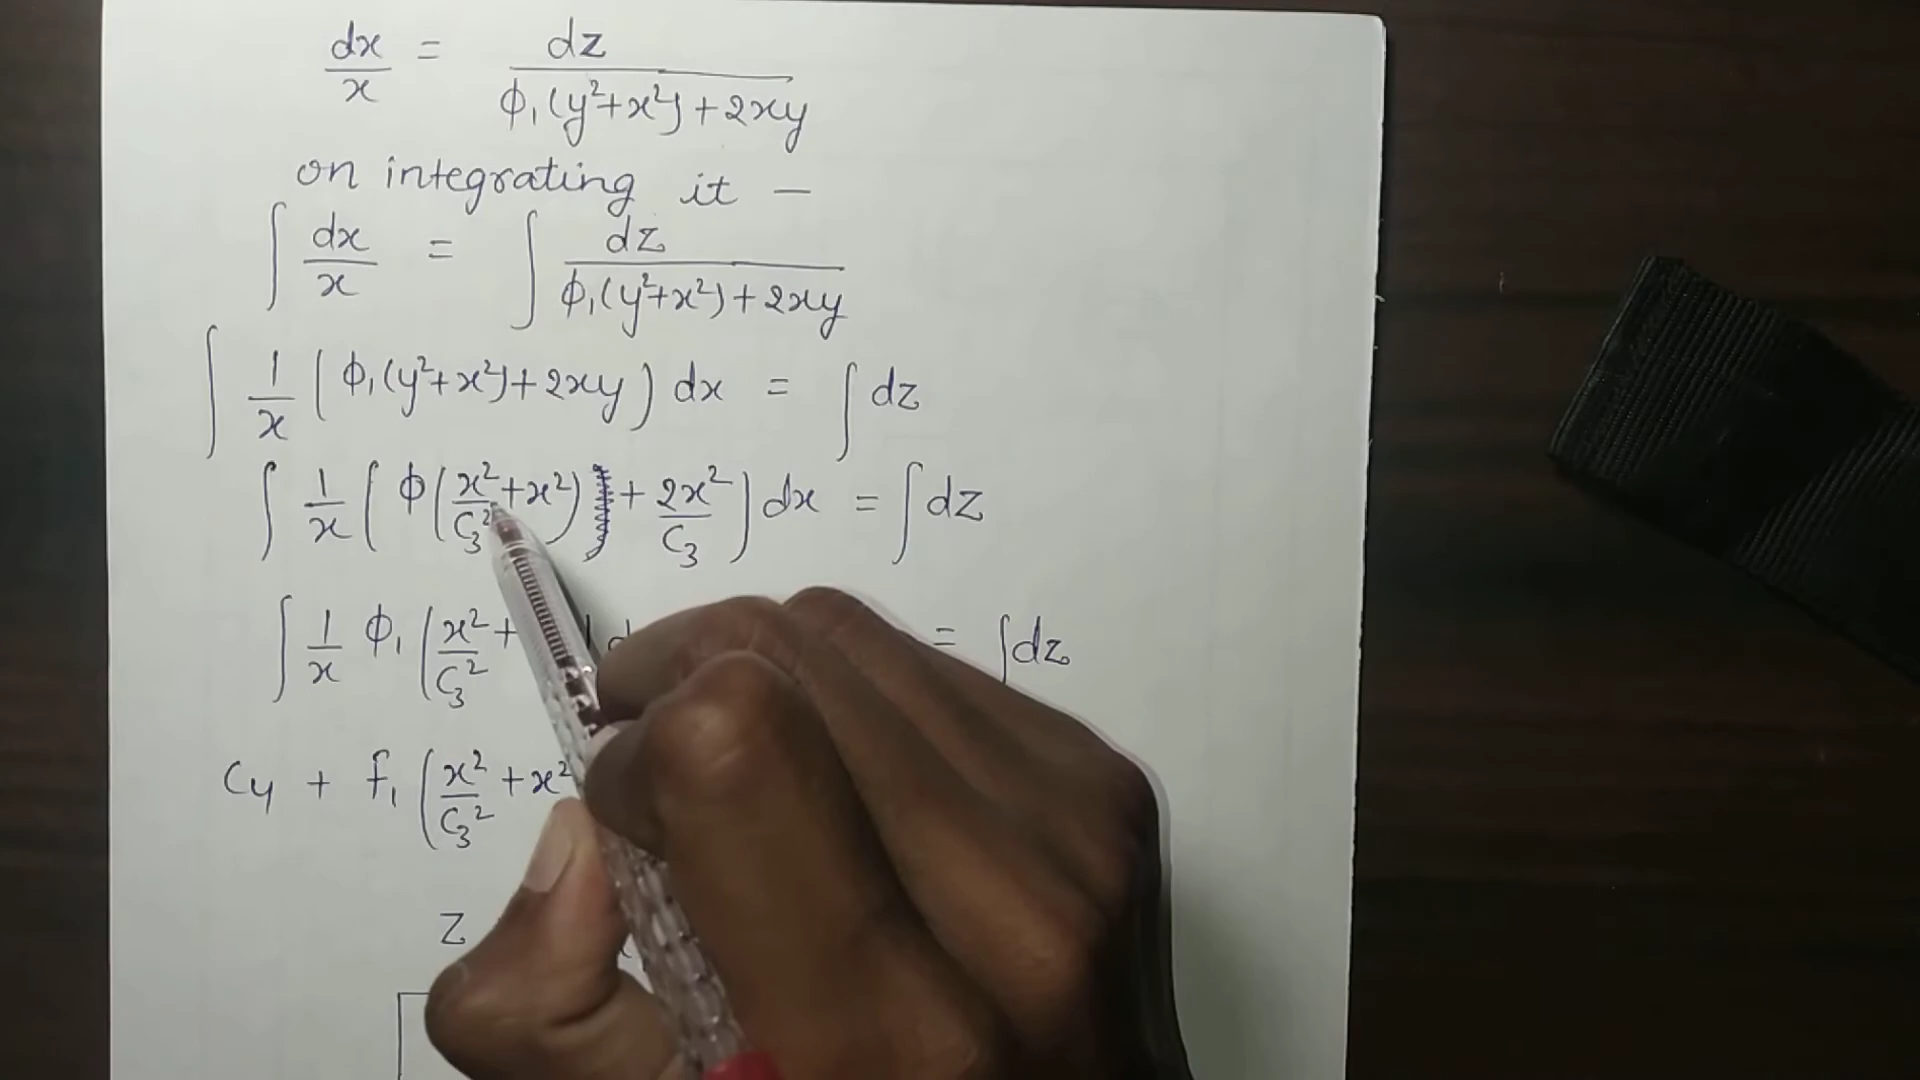 dx/x = dz/(ϕ₁(y²+x²)+2xy)
on integrating it –
∫ dx/x = ∫ dz/(ϕ₁(y²+x²)+2xy)
∫ 1/x (ϕ₁(y²+x²)+2xy) dx = ∫ dz
∫ 1/x (ϕ(x²/C₃²+x²) + 2x²/C₃) dx = ∫ dz
∫ 1/x ϕ₁ (x²/C₃² + = ∫ dz
C₄ + f₁ (x²/C₃² + x²
z